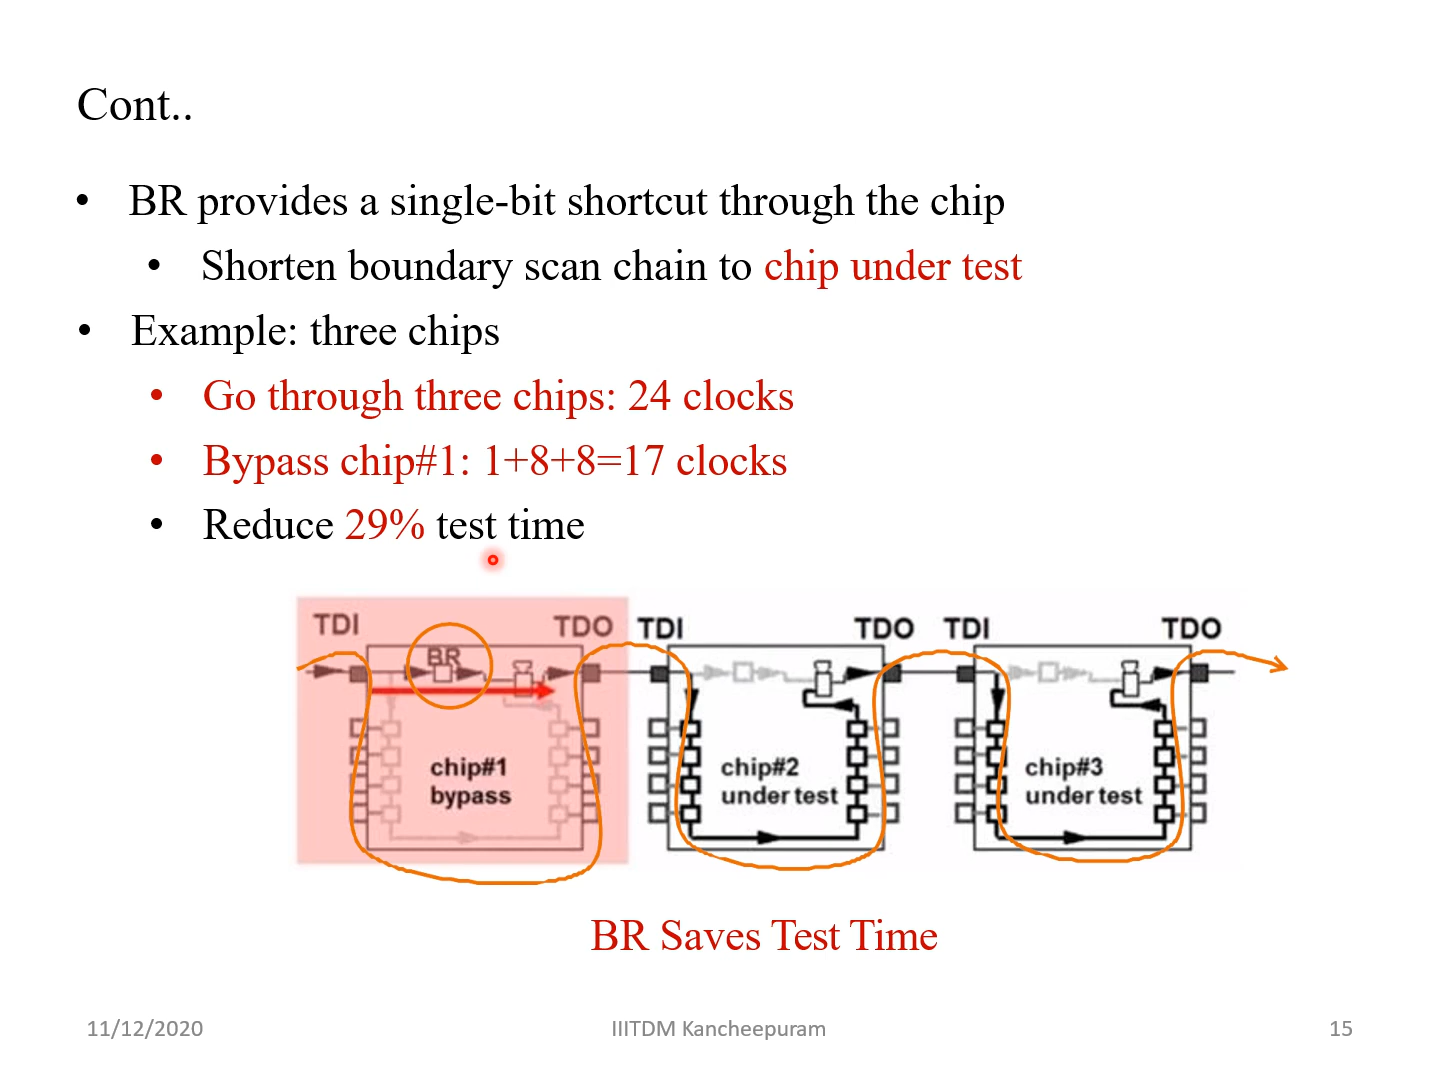 Cont..
• BR provides a single-bit shortcut through the chip
• Shorten boundary scan chain to chip under test
• Example: three chips
• Go through three chips: 24 clocks
• Bypass chip#1: 1+8+8=17 clocks
• Reduce 29% test time
TDI TDO TDI TDO TDI TDO
BR
chip#1
bypass
chip#2
under test
chip#3
under test
BR Saves Test Time
11/12/2020 IIITDM Kancheepuram 15